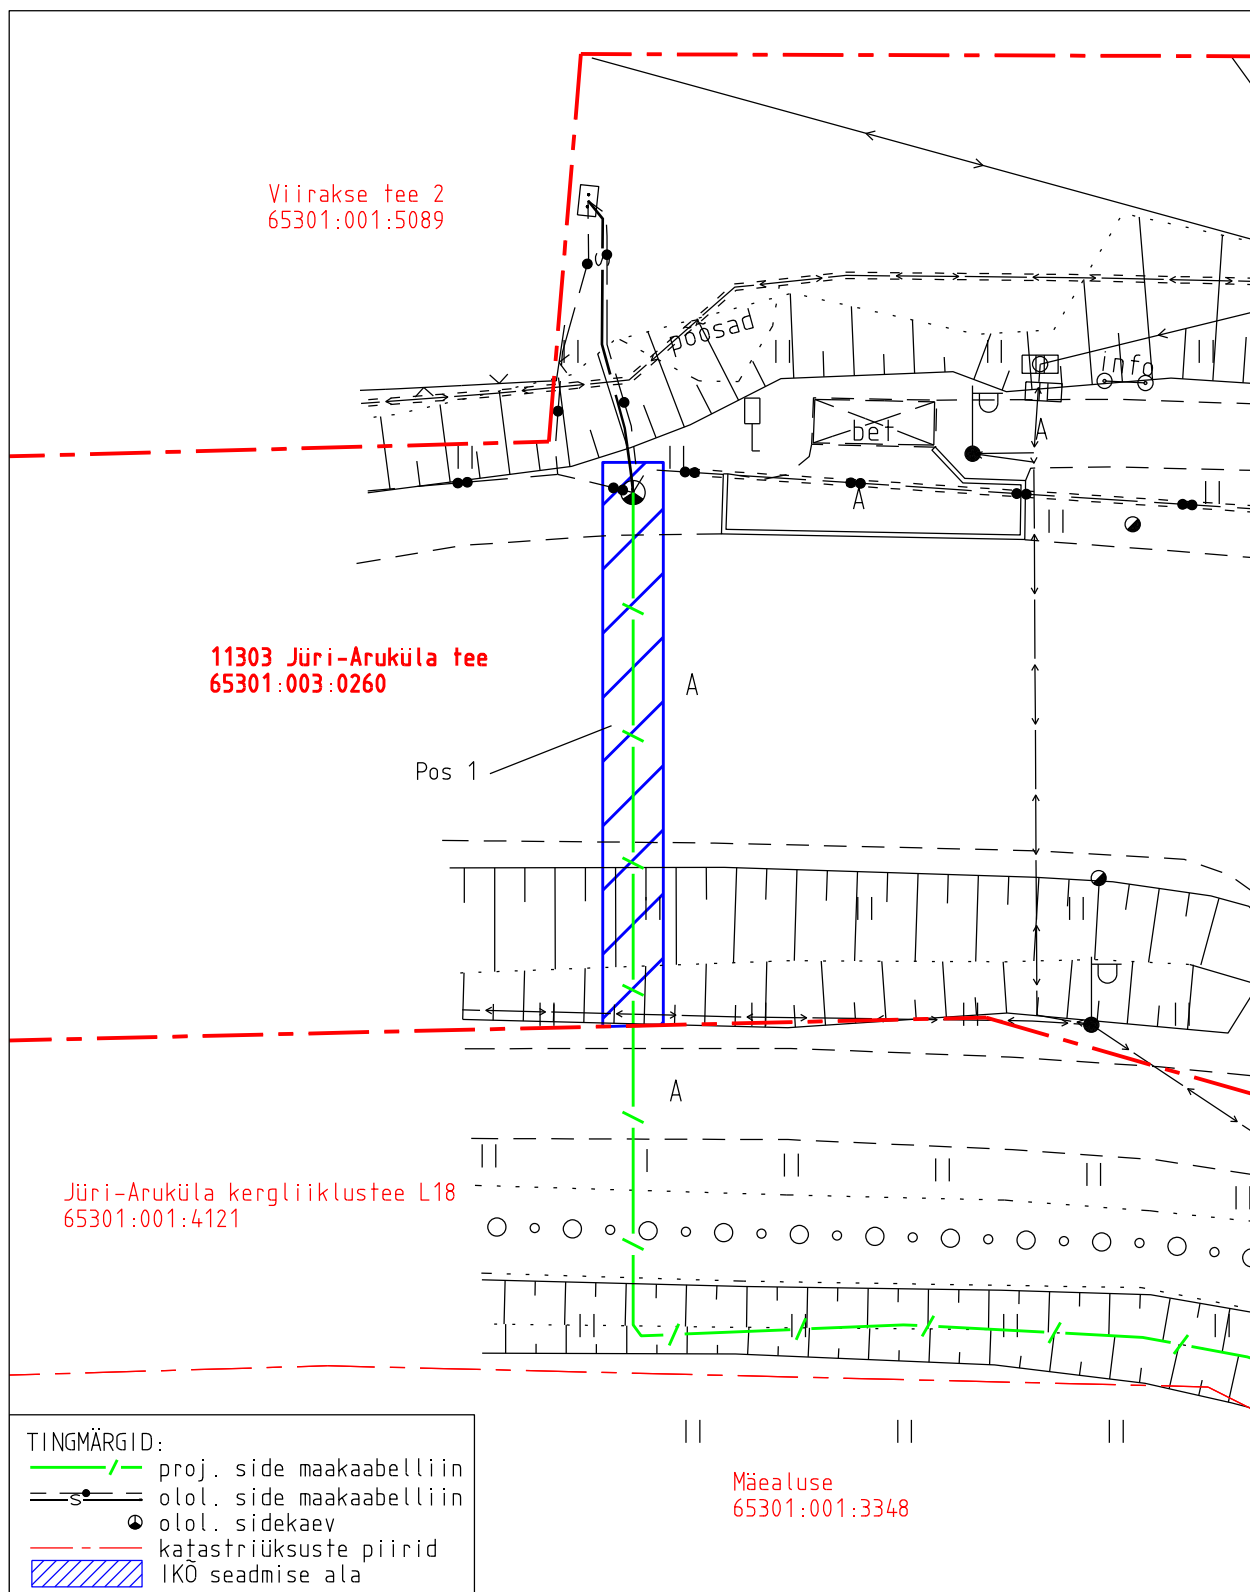 Viirakse tee 2
65301:001:5089
S
põõsad
info
bet
A
A
11303 Jüri-Aruküla tee
65301:003:0260
A
Pos 1
A
Jüri-Aruküla kergliiklustee L18
65301:001:4121
TINGMÄRGID:
proj. side maakaabelliin
s
olol. side maakaabelliin
olol. sidekaev
katastriüksuste piirid
IKÕ seadmise ala
Mäealuse
65301:001:3348